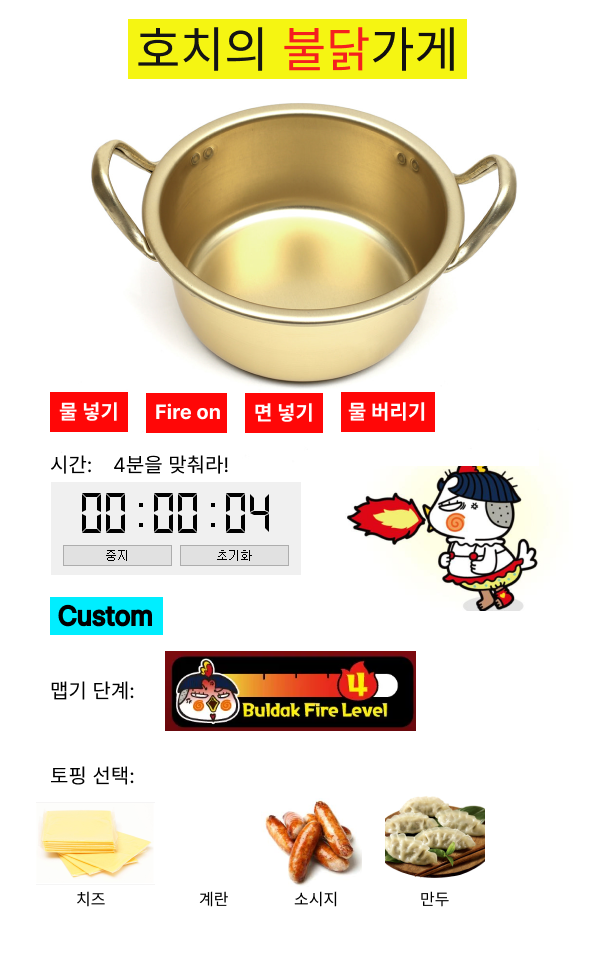 호치의 불닭가게
물 넣기 Fire on 면 넣기 물 버리기
시간: 4분을 맞춰라!
00:00:04
중지 초기화
Custom
맵기 단계:
4
Buldak Fire Level
토핑 선택:
치즈 계란 소시지 만두